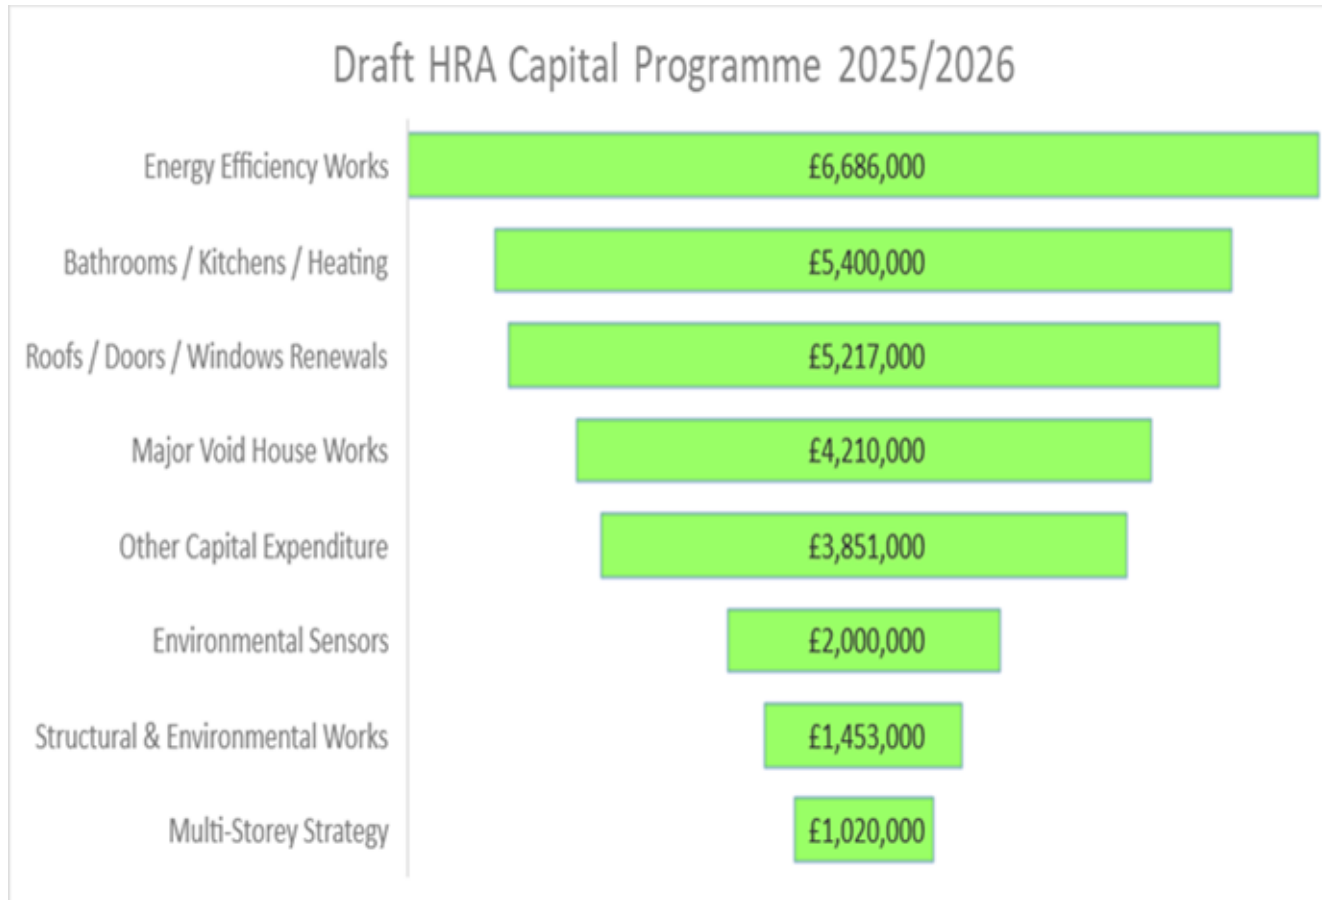 Draft HRA Capital Programme 2025/2026
Energy Efficiency Works £6,686,000
Bathrooms / Kitchens / Heating £5,400,000
Roofs / Doors / Windows Renewals £5,217,000
Major Void House Works £4,210,000
Other Capital Expenditure £3,851,000
Environmental Sensors £2,000,000
Structural & Environmental Works £1,453,000
Multi-Storey Strategy £1,020,000